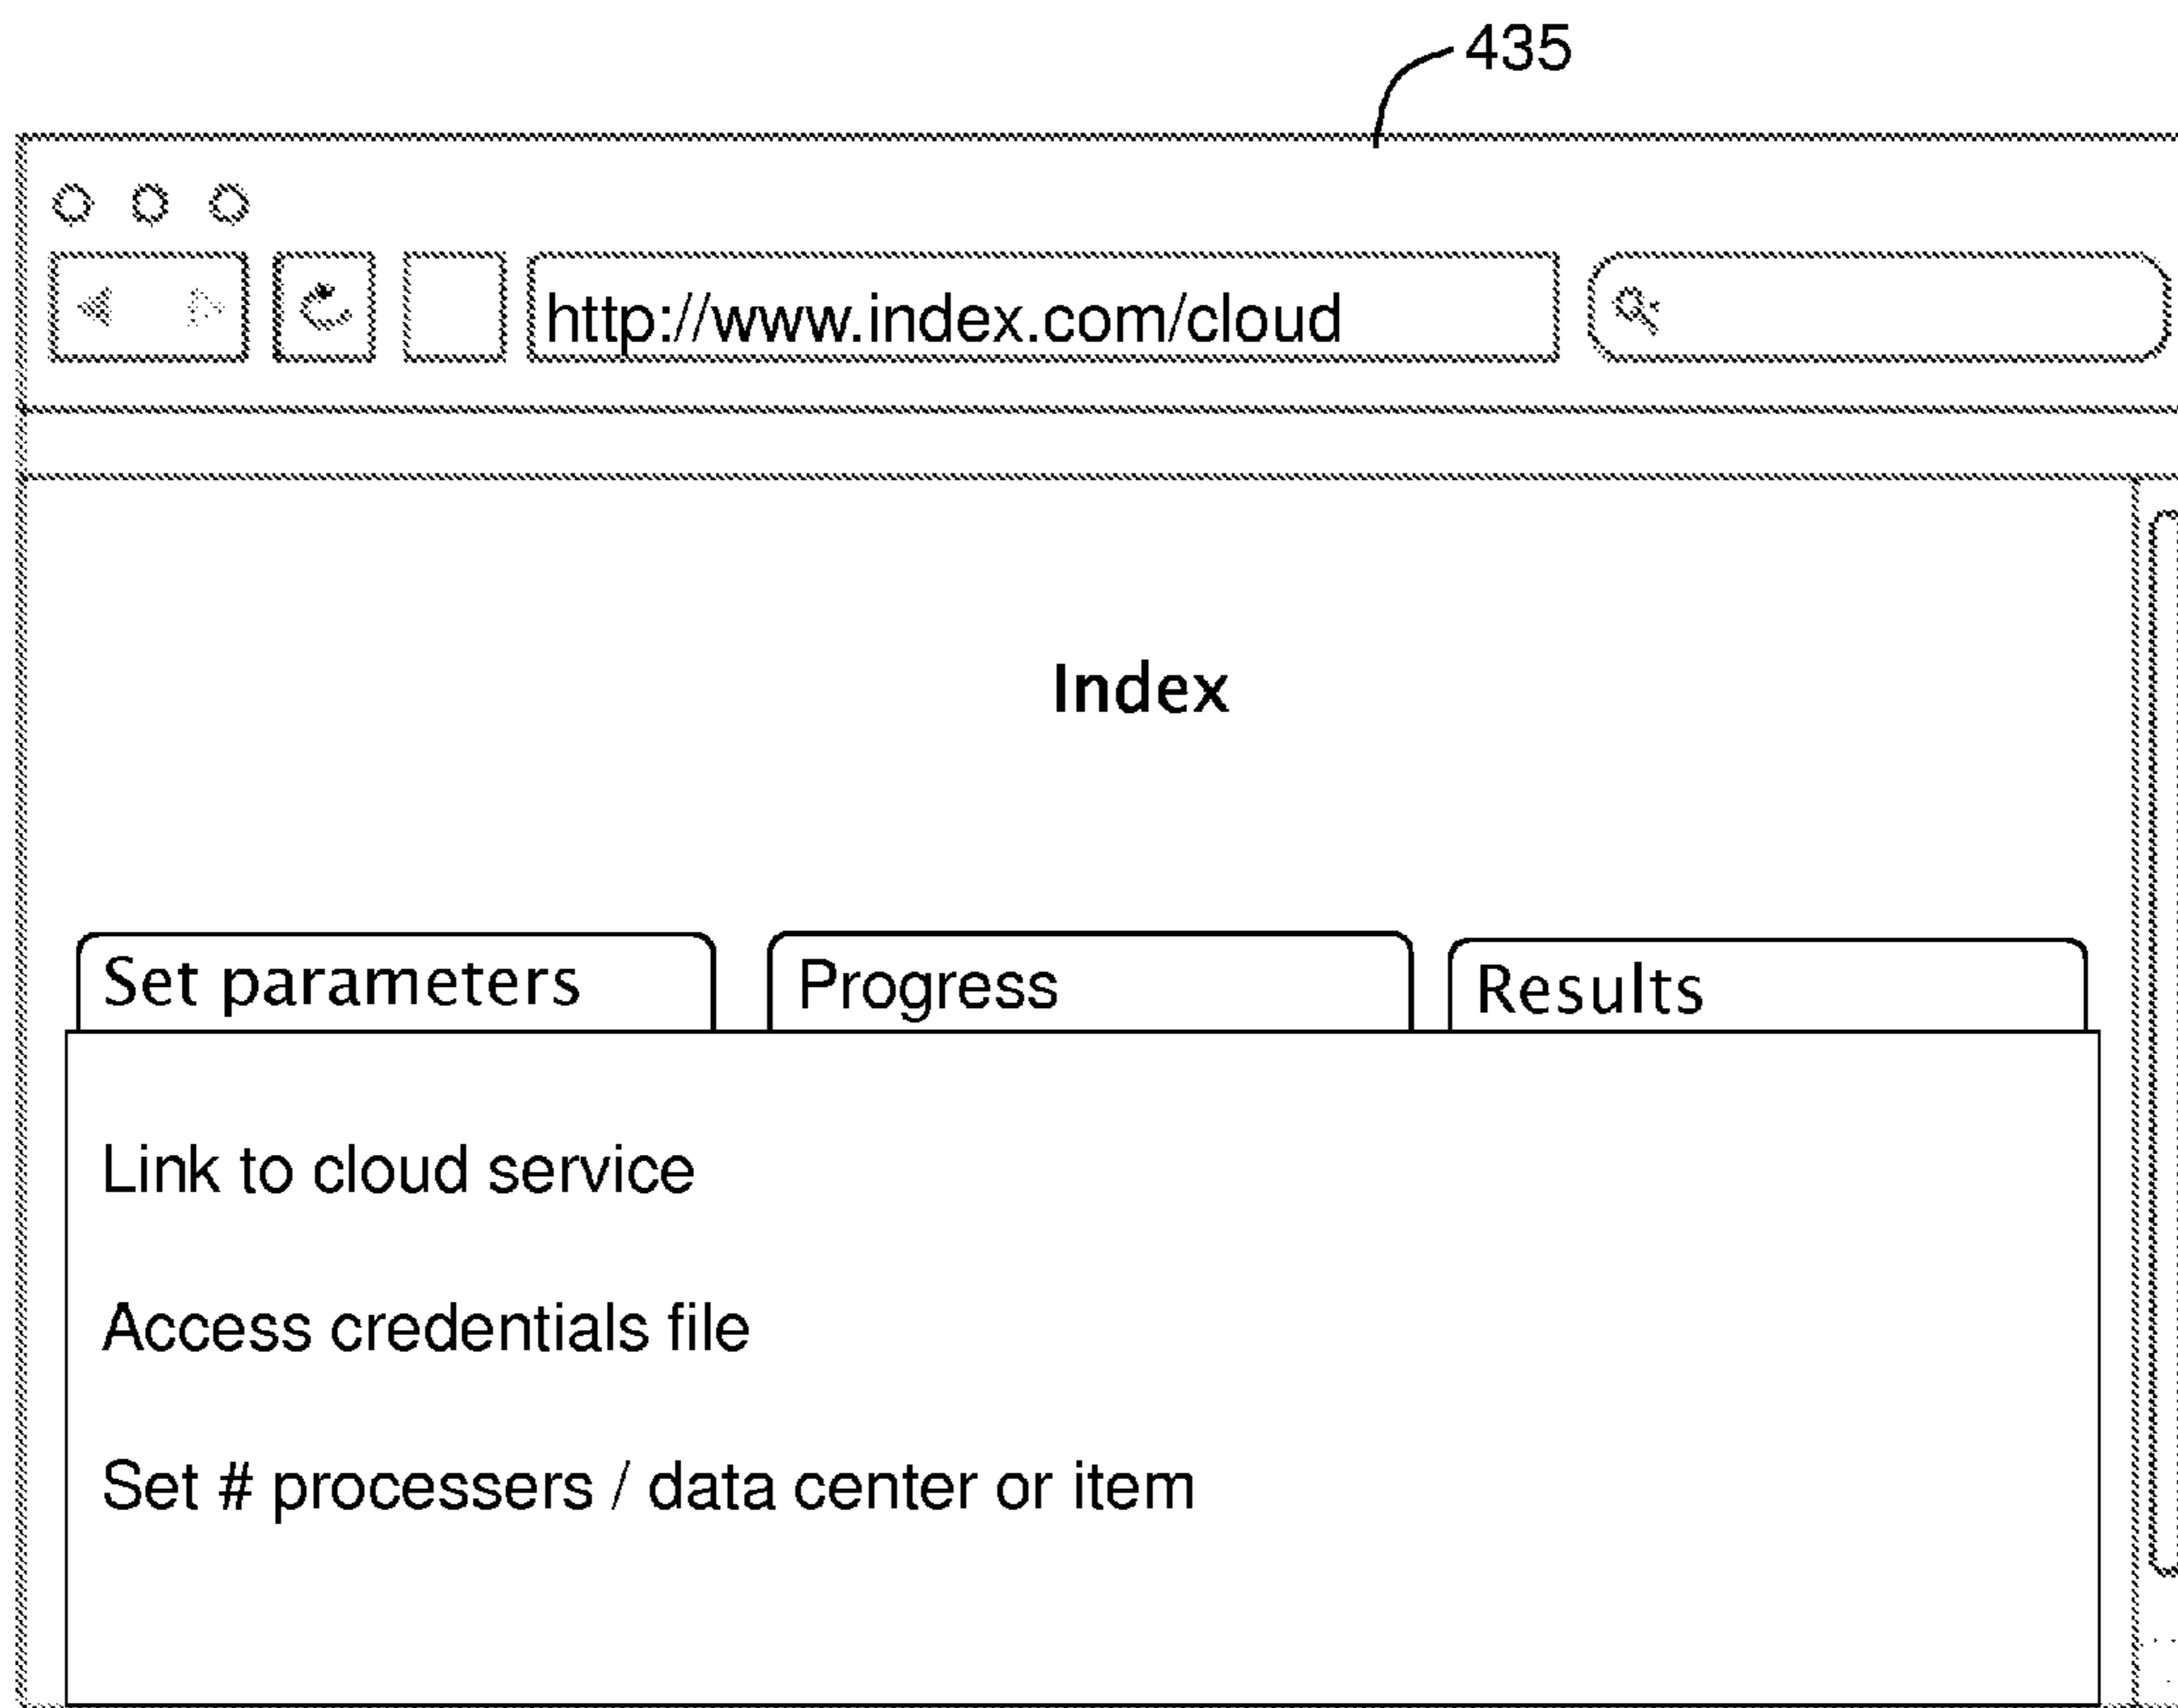 435
http://www.index.com/cloud
Index
Set parameters
Progress
Results
Link to cloud service
Access credentials file
Set # processers / data center or item